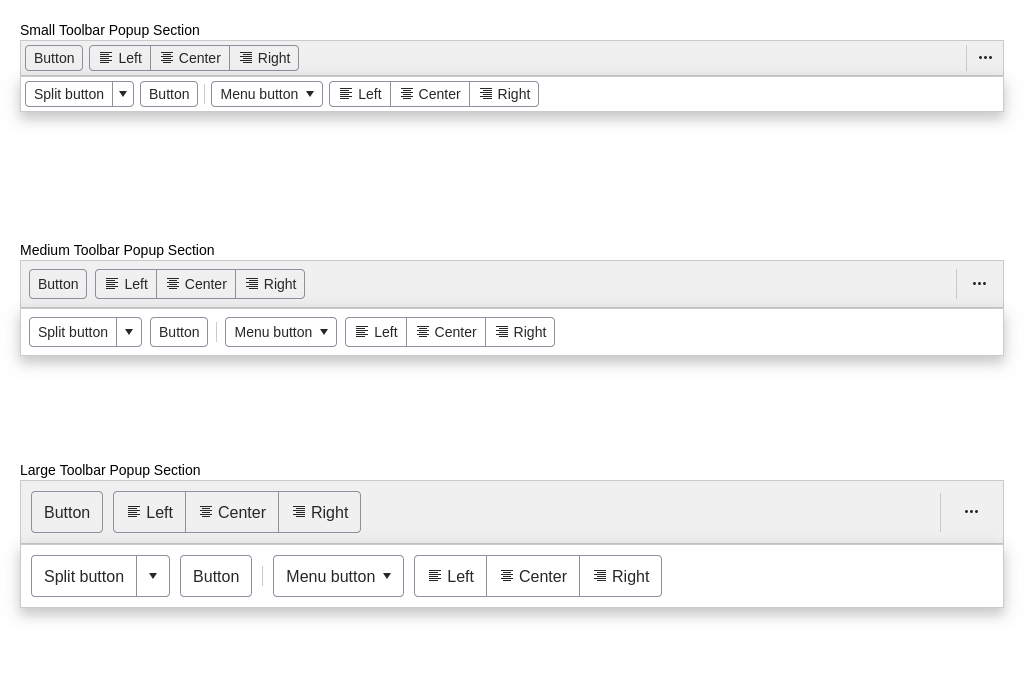 Small Toolbar Popup Section
Button Left Center Right
Split button Button Menu button Left Center Right
Medium Toolbar Popup Section
Button Left Center Right
Split button Button Menu button Left Center Right
Large Toolbar Popup Section
Button Left Center Right
Split button Button Menu button Left Center Right